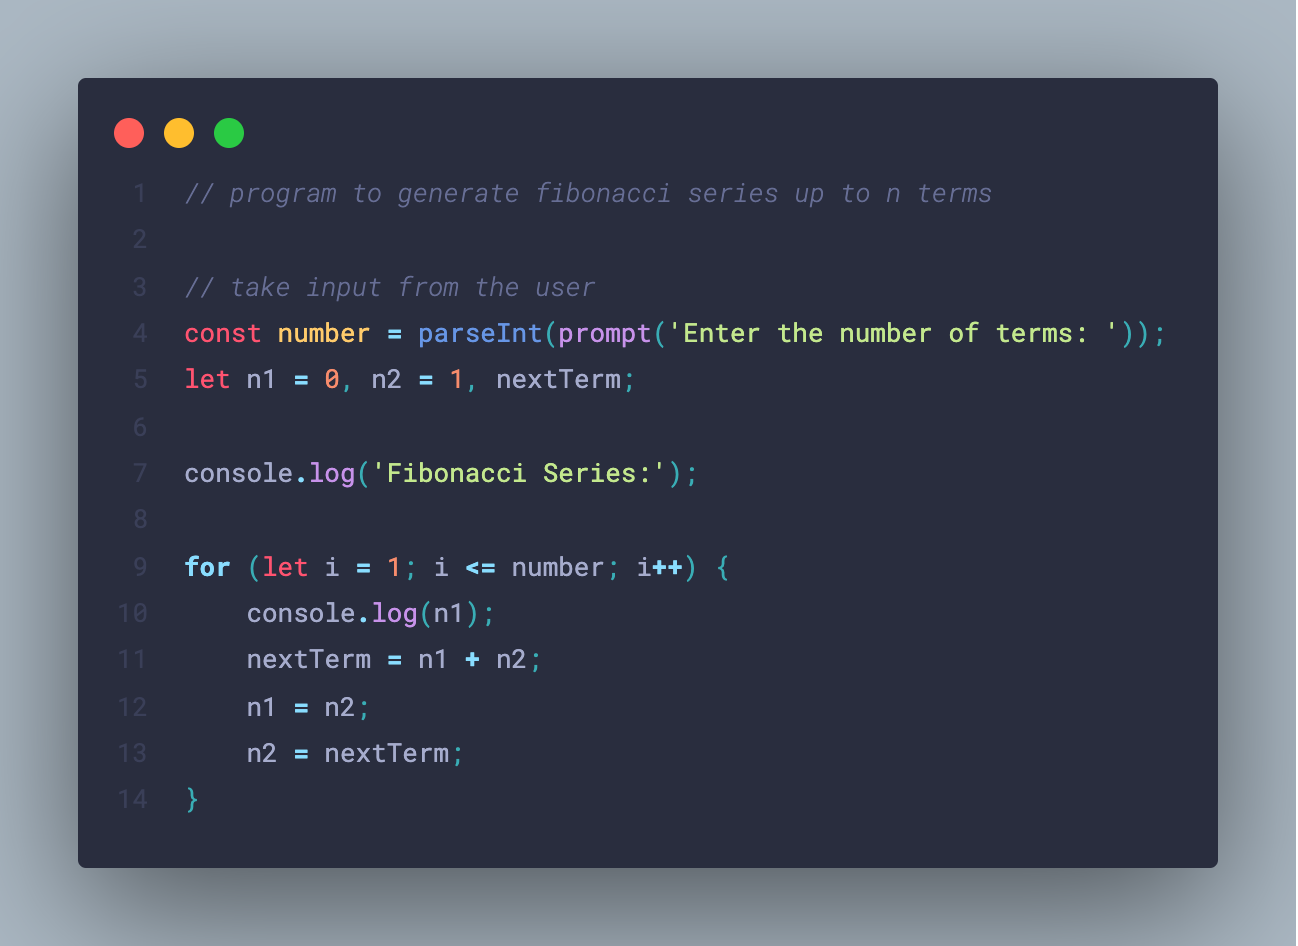 1 // program to generate fibonacci series up to n terms
2
3 // take input from the user
4 const number = parseInt(prompt('Enter the number of terms: '));
5 let n1 = 0, n2 = 1, nextTerm;
6
7 console.log('Fibonacci Series:');
8
9 for (let i = 1; i <= number; i++) {
10     console.log(n1);
11     nextTerm = n1 + n2;
12     n1 = n2;
13     n2 = nextTerm;
14 }